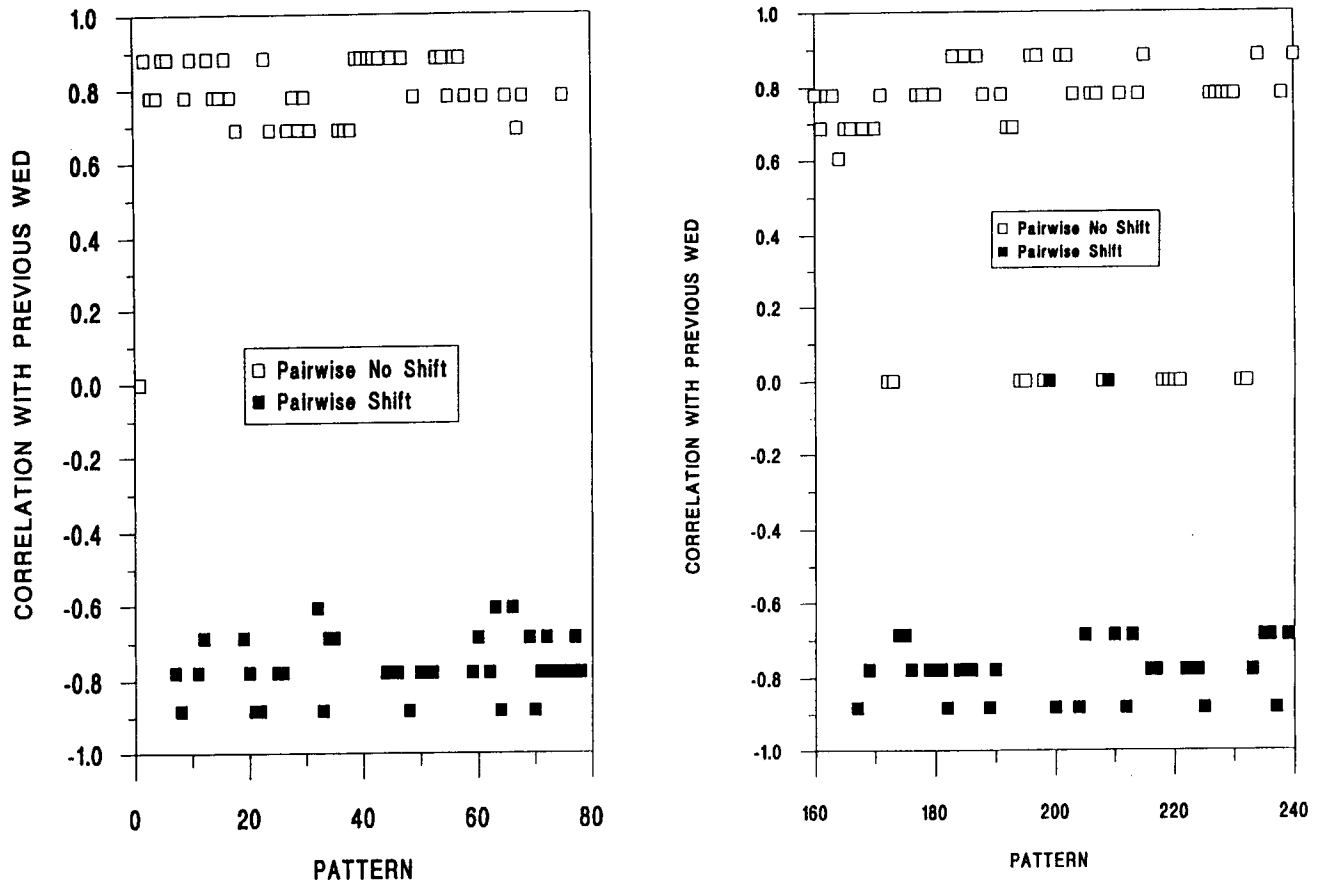 CORRELATION WITH PREVIOUS WED
1.0
0.8
0.6
0.4
0.2
0.0
-0.2
-0.4
-0.6
-0.8
-1.0
Pairwise No Shift
Pairwise Shift
0 20 40 60 80
PATTERN
CORRELATION WITH PREVIOUS WED
1.0
0.8
0.6
0.4
0.2
0.0
-0.2
-0.4
-0.6
-0.8
-1.0
Pairwise No Shift
Pairwise Shift
160 180 200 220 240
PATTERN